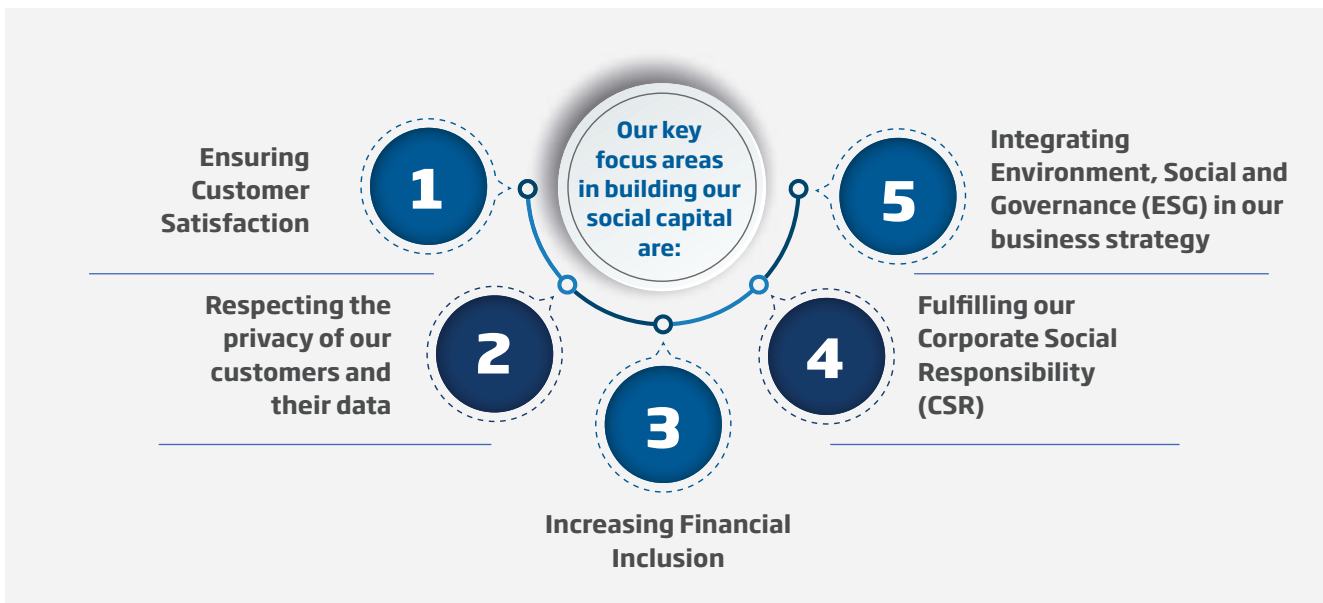 Our key
focus areas
in building our
social capital
are:
1
Ensuring
Customer
Satisfaction
2
Respecting the
privacy of our
customers and
their data
3
Increasing Financial
Inclusion
4
Fulfilling our
Corporate Social
Responsibility
(CSR)
5
Integrating
Environment, Social and
Governance (ESG) in our
business strategy